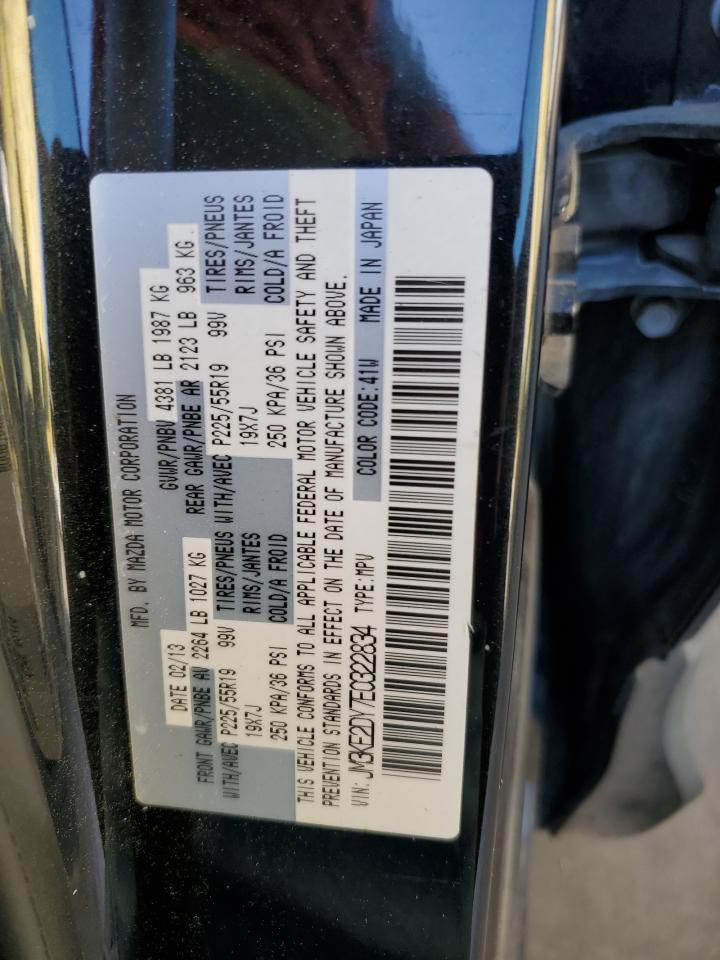 MFD. BY MAZDA MOTOR CORPORATION
DATE 02/13 GVWR/PNBV 4381 LB 1987 KG
FRONT GAWR/PNBE AV 2264 LB 1027 KG REAR GAWR/PNBE AR 2123 LB 963 KG
WITH/AVEC P225/55R19 99V TIRES/PNEUS WITH/AVEC P225/55R19 99V TIRES/PNEUS
19X7J RIMS/JANTES 19X7J RIMS/JANTES
250 KPA/36 PSI COLD/A FROID 250 KPA/36 PSI COLD/A FROID
THIS VEHICLE CONFORMS TO ALL APPLICABLE FEDERAL MOTOR VEHICLE SAFETY AND THEFT
PREVENTION STANDARDS IN EFFECT ON THE DATE OF MANUFACTURE SHOWN ABOVE.
VIN: JM3KE2DY7E0322834 TYPE:MPV COLOR CODE:41W MADE IN JAPAN